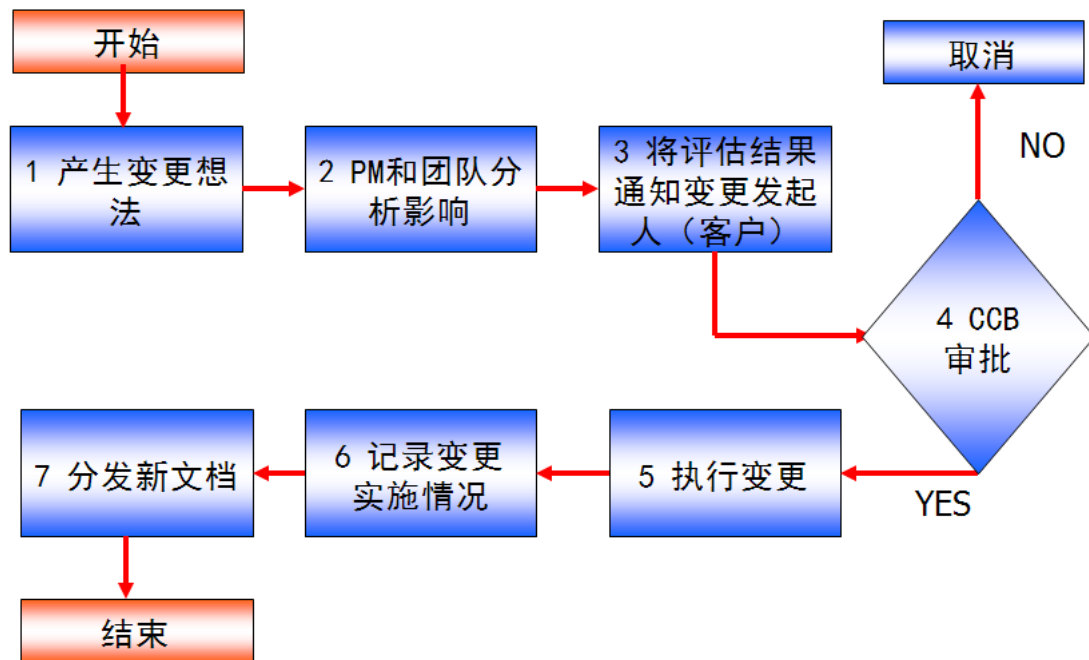 开始
取消
1 产生变更想
法
2 PM和团队分
析影响
3 将评估结果
通知变更发起
人（客户）
NO
4 CCB
审批
YES
5 执行变更
6 记录变更
实施情况
7 分发新文档
结束